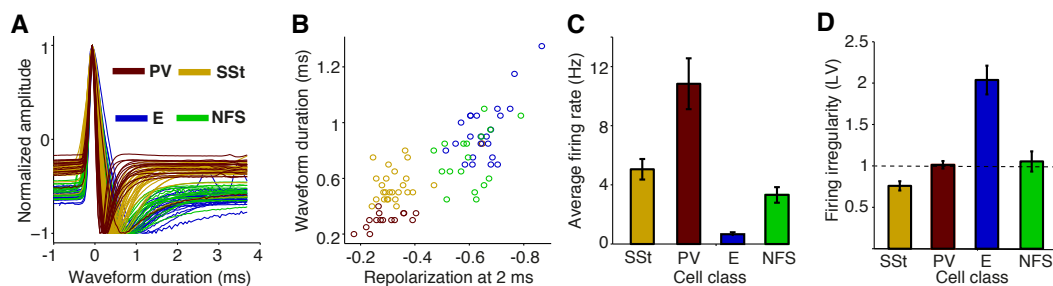 A
Normalized amplitude
1
0
-1
PV
SSt
E
NFS
-1 0 1 2 3 4
Waveform duration (ms)
B
Waveform duration (ms)
1.2
1.2
0.6
0.2
-0.2 -0.4 -0.6 -0.8
Repolarization at 2 ms
C
Average firing rate (Hz)
12
8
4
0
SSt PV E NFS
Cell class
D
Firing irregularity (LV)
2.5
2
1.5
1
0.5
SSt PV E NFS
Cell class